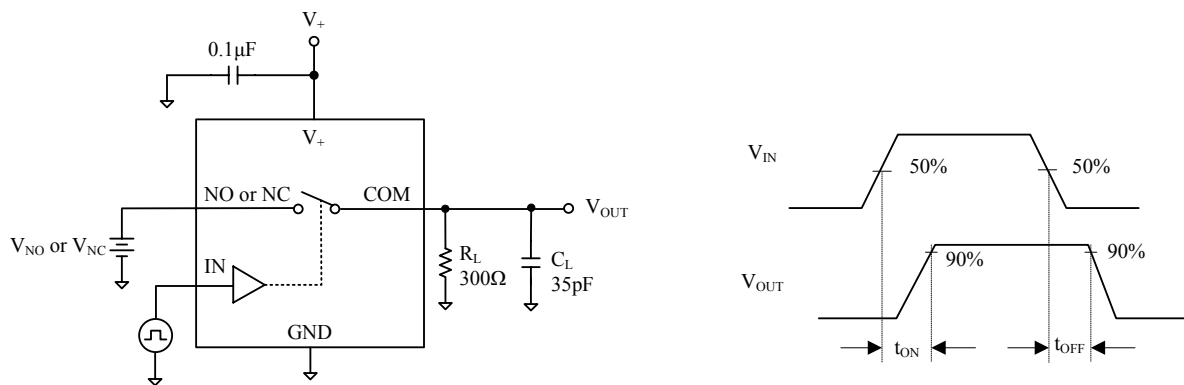 V+
0.1µF
V+
NO or NC
COM
VOUT
VNO or VNC
IN
RL
300Ω
CL
35pF
GND
VIN
50%
50%
90%
90%
VOUT
tON
tOFF